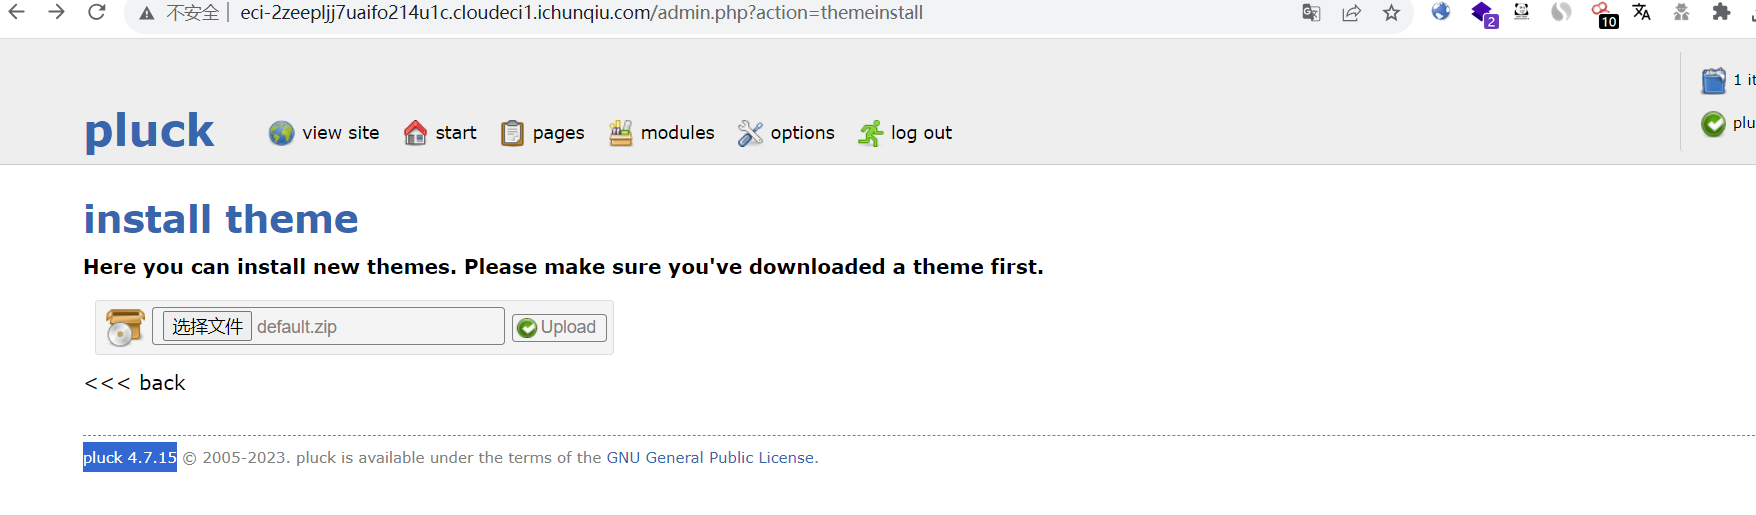 不安全 eci-2zeepljj7uaifo214u1c.cloudeci1.ichunqiu.com/admin.php?action=themeinstall
2
10
1 it
pluck view site start pages modules options log out
plu
install theme
Here you can install new themes. Please make sure you've downloaded a theme first.
选择文件 default.zip Upload
<<< back
pluck 4.7.15 © 2005-2023. pluck is available under the terms of the GNU General Public License.